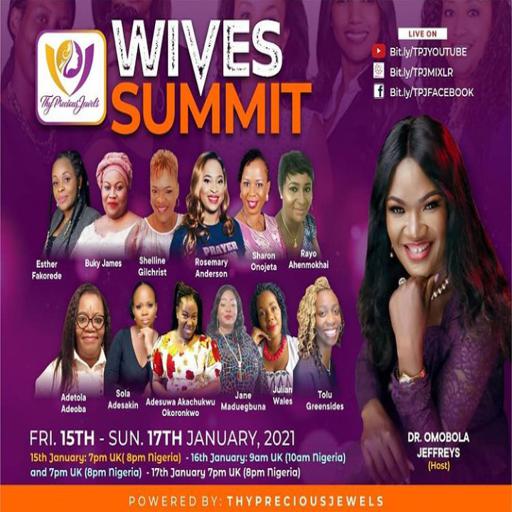 Thy Precious Jewels
WIVES
SUMMIT
LIVE ON
Bit.ly/TPJYOUTUBE
Bit.ly/TPJMIXLR
Bit.ly/TPJFACEBOOK
Esther
Fakorede
Buky James
Shelline
Gilchrist
PRAYER
Rosemary
Anderson
Sharon
Onojeta
Rayo
Ahenmokhai
Adetola
Adeoba
Sola
Adesakin
Adesuwa Akachukwu
Okoronkwo
Jane
Maduegbuna
Julian
Wales
Tolu
Greensides
FRI. 15TH - SUN. 17TH JANUARY, 2021
15th January: 7pm UK( 8pm Nigeria) - 16th January: 9am UK (10am Nigeria)
and 7pm UK (8pm Nigeria) - 17th January 7pm UK (8pm Nigeria)
DR. OMOBOLA
JEFFREYS
(Host)
POWERED BY: THYPRECIOUSJEWELS